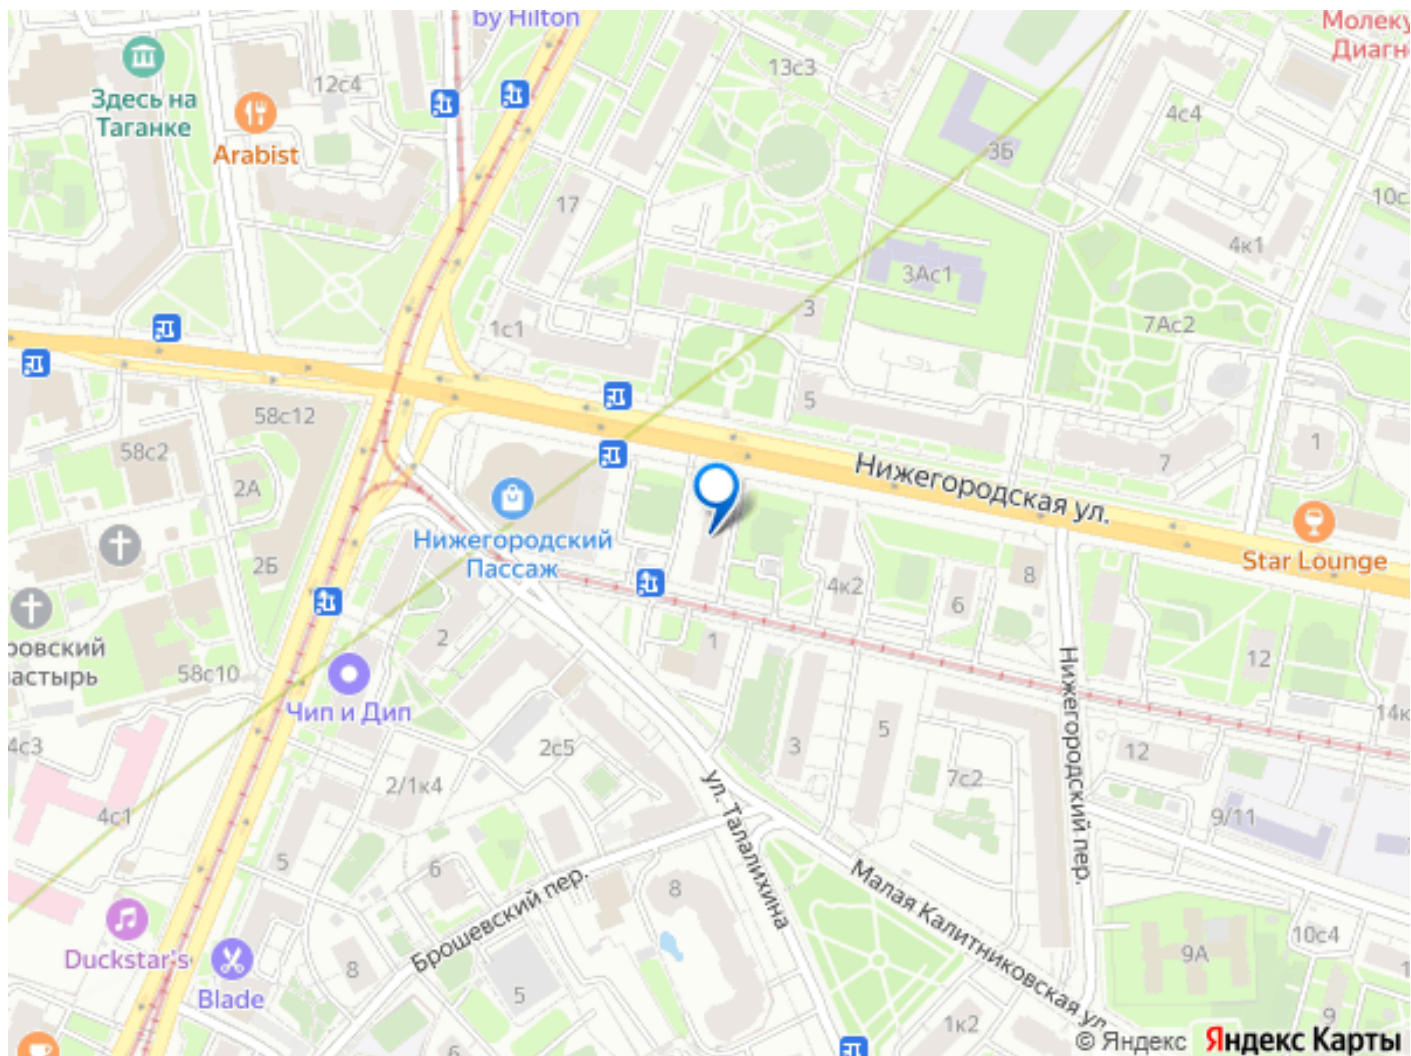 by Hilton
Молеку
Диагн
Здесь на
Таганке
12с4
13с3
Arabist
4с4
3Б
10с
17
4к1
3Ас1
3
7Ас2
1с1
58с12
5
58с2
1
7
2А
Нижегородская ул.
Нижегородский
Пассаж
Star Lounge
2Б
4к2
8
6
ровский
настырь
2
1
12
58с10
Нижегородский пер.
Чип и Дип
14к
4с3
2с5
3
5
12
7с2
2/1к4
ул. Талалихина
4с1
9/11
5
6
8
Брошевский пер.
Малая Калитниковская ул.
Duckstar's
10с4
9А
8
Blade
5
1
9
1к2
6
© Яндекс Яндекс Карты